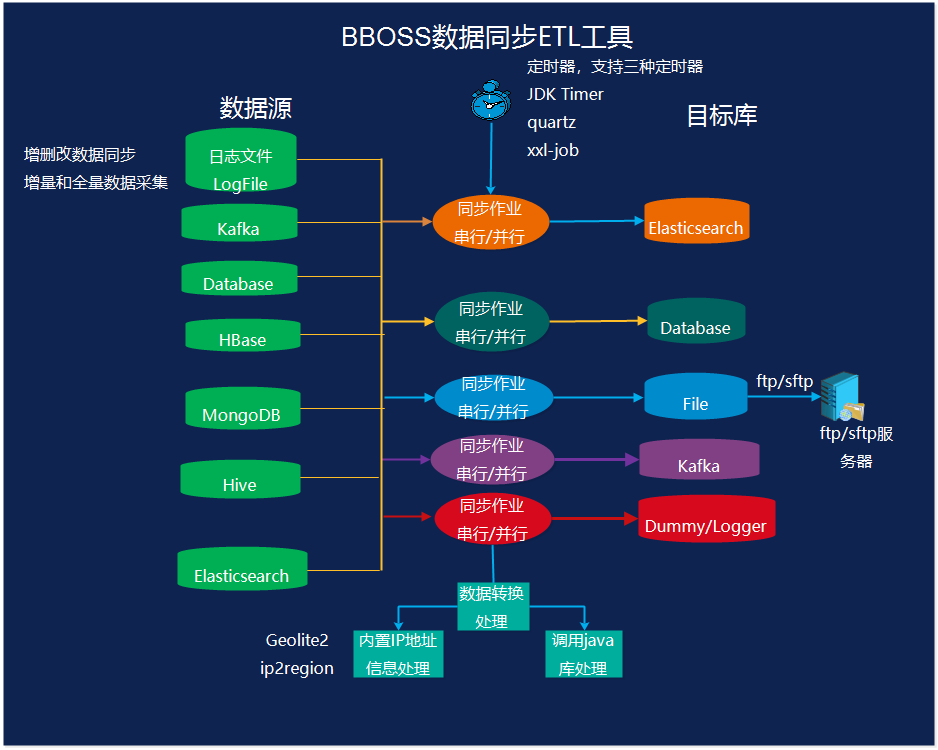 BBOSS数据同步ETL工具
定时器，支持三种定时器
JDK Timer
quartz
xxl-job
数据源
目标库
增删改数据同步
增量和全量数据采集
日志文件
LogFile
Kafka
Database
HBase
MongoDB
Hive
Elasticsearch
同步作业
串行/并行
Elasticsearch
同步作业
串行/并行
Database
同步作业
串行/并行
File
ftp/sftp
ftp/sftp服
务器
同步作业
串行/并行
Kafka
同步作业
串行/并行
Dummy/Logger
数据转换
处理
Geolite2
ip2region
内置IP地址
信息处理
调用java
库处理